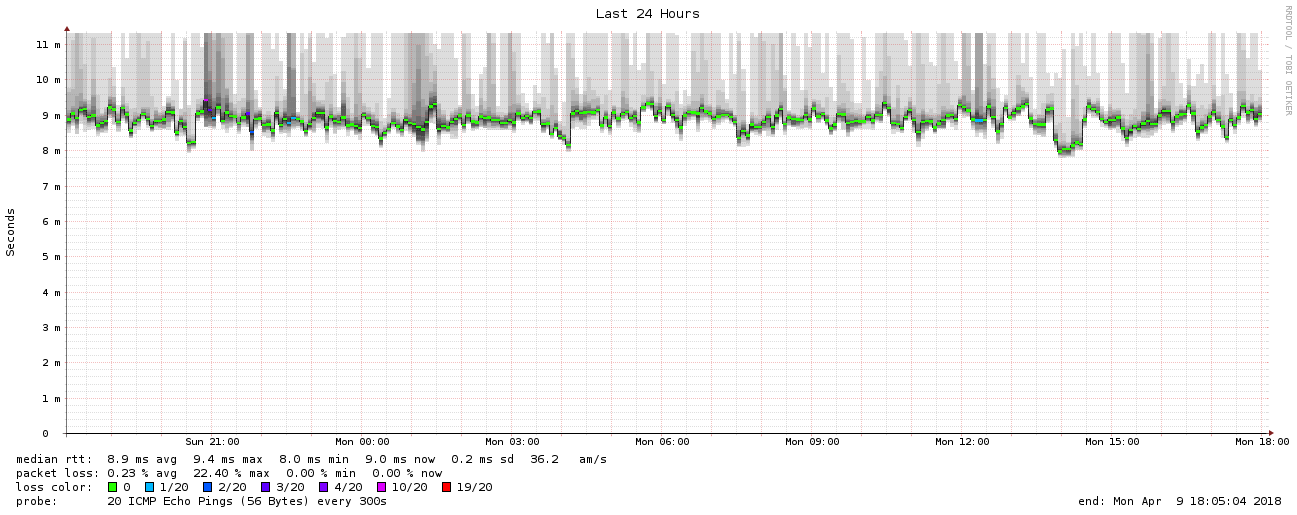 Last 24 Hours
RRDTOOL / TOBI OETIKER
Seconds
11 m
10 m
9 m
8 m
7 m
6 m
5 m
4 m
3 m
2 m
1 m
0
Sun 21:00 Mon 00:00 Mon 03:00 Mon 06:00 Mon 09:00 Mon 12:00 Mon 15:00 Mon 18:00
median rtt: 8.9 ms avg 9.4 ms max 8.0 ms min 9.0 ms now 0.2 ms sd 36.2 am/s
packet loss: 0.23 % avg 22.40 % max 0.00 % min 0.00 % now
loss color: 0 1/20 2/20 3/20 4/20 10/20 19/20
probe: 20 ICMP Echo Pings (56 Bytes) every 300s end: Mon Apr 9 18:05:04 2018